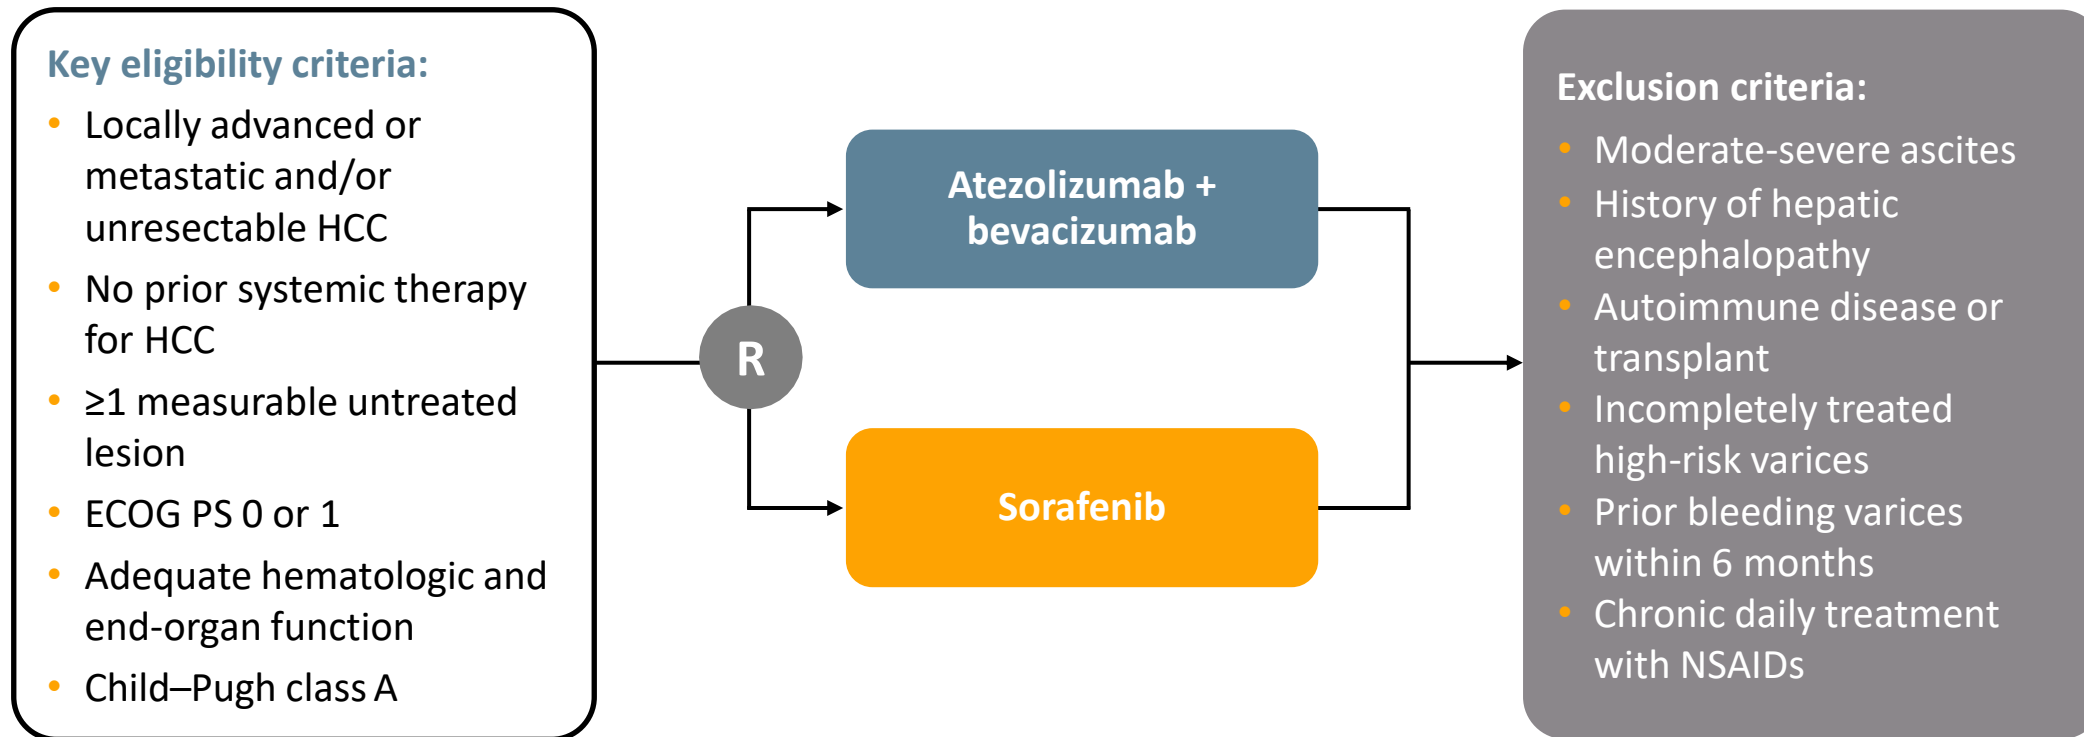 Key eligibility criteria:
• Locally advanced or
metastatic and/or
unresectable HCC
• No prior systemic therapy
for HCC
• ≥1 measurable untreated
lesion
• ECOG PS 0 or 1
• Adequate hematologic and
end-organ function
• Child–Pugh class A
R
Atezolizumab +
bevacizumab
Sorafenib
Exclusion criteria:
• Moderate-severe ascites
• History of hepatic
encephalopathy
• Autoimmune disease or
transplant
• Incompletely treated
high-risk varices
• Prior bleeding varices
within 6 months
• Chronic daily treatment
with NSAIDs